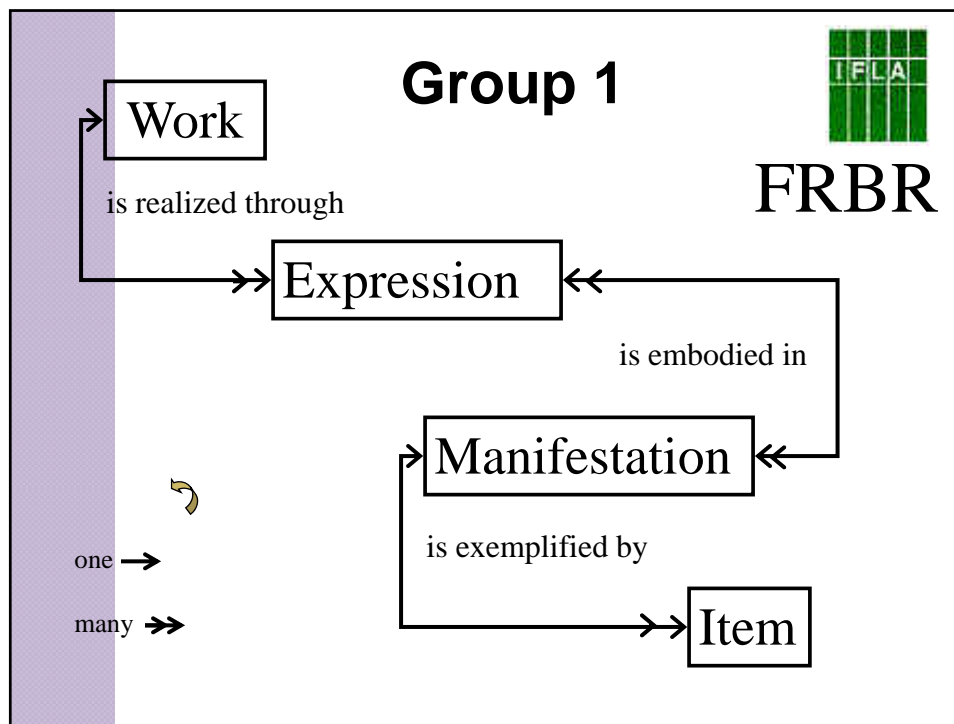 Group 1
IFLA
FRBR
Work
is realized through
Expression
is embodied in
Manifestation
is exemplified by
Item
one
many